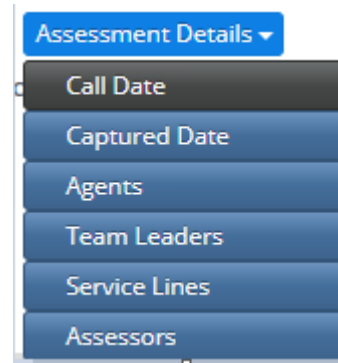 Assessment Details
Call Date
Captured Date
Agents
Team Leaders
Service Lines
Assessors